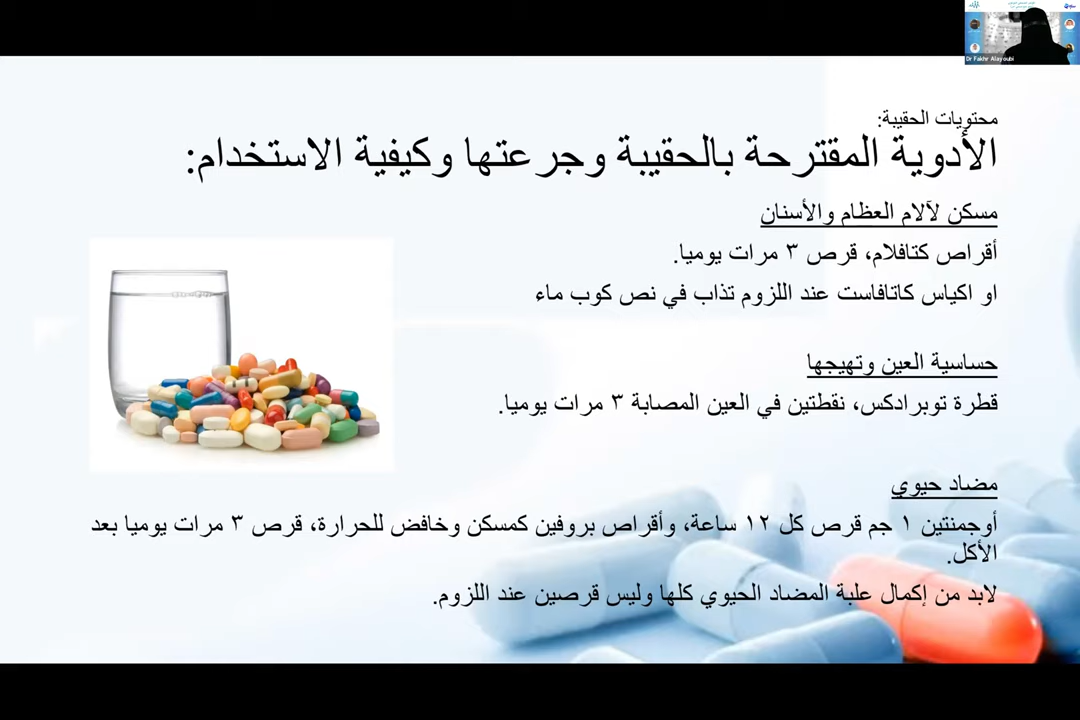 Dr Fakhr Alayoubi
محتويات الحقيبة:
الأدوية المقترحة بالحقيبة وجرعتها وكيفية الاستخدام:
مسكن لآلام العظام والأسنان
أقراص كتافلام، قرص ٣ مرات يوميا.
او اكياس كاتافاست عند اللزوم تذاب في نص كوب ماء
حساسية العين وتهيجها
قطرة توبرادكس، نقطتين في العين المصابة ٣ مرات يوميا.
مضاد حيوي
أوجمنتين ١ جم قرص كل ١٢ ساعة، وأقراص بروفين كمسكن وخافض للحرارة، قرص ٣ مرات يوميا بعد
الأكل.
لابد من إكمال علبة المضاد الحيوي كلها وليس قرصين عند اللزوم.